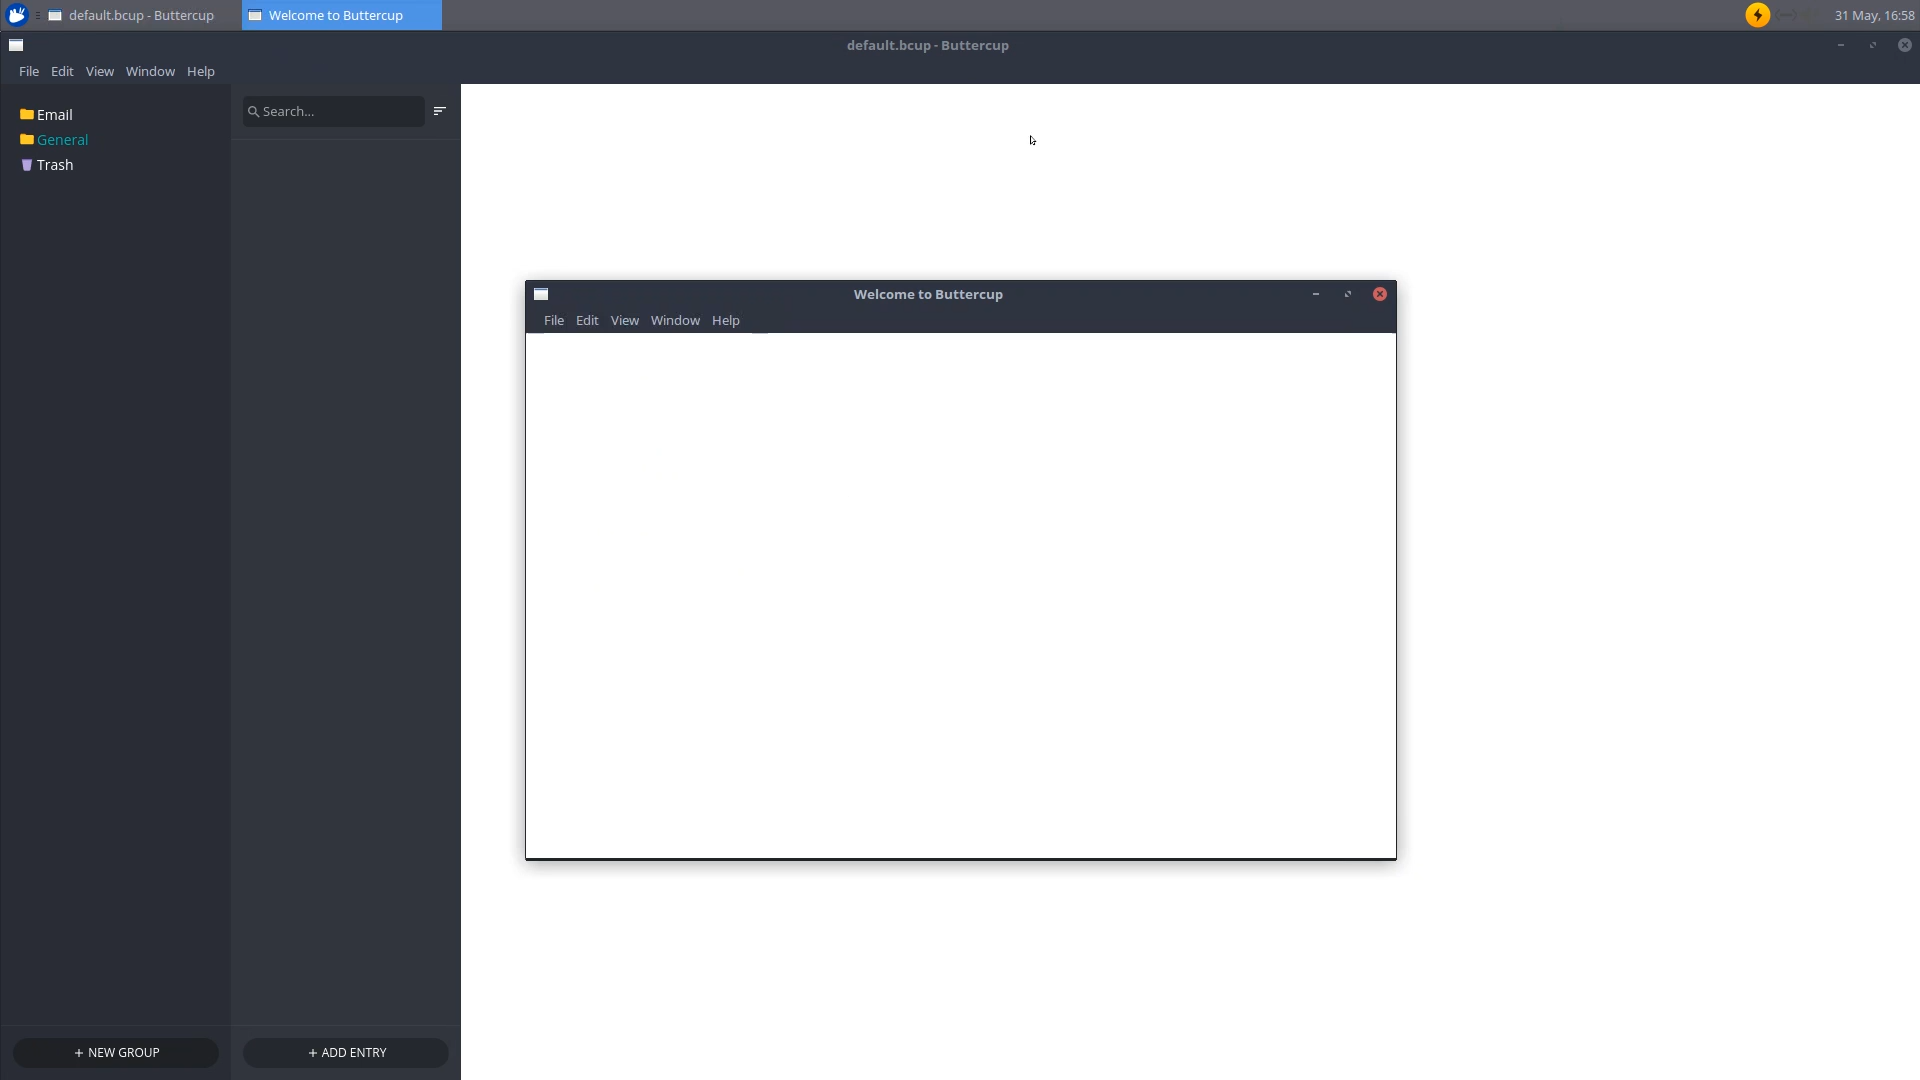 default.bcup - Buttercup
Welcome to Buttercup
31 May, 16:58
default.bcup - Buttercup
File Edit View Window Help
Email
General
Trash
Search...
Welcome to Buttercup
File Edit View Window Help
+ NEW GROUP
+ ADD ENTRY